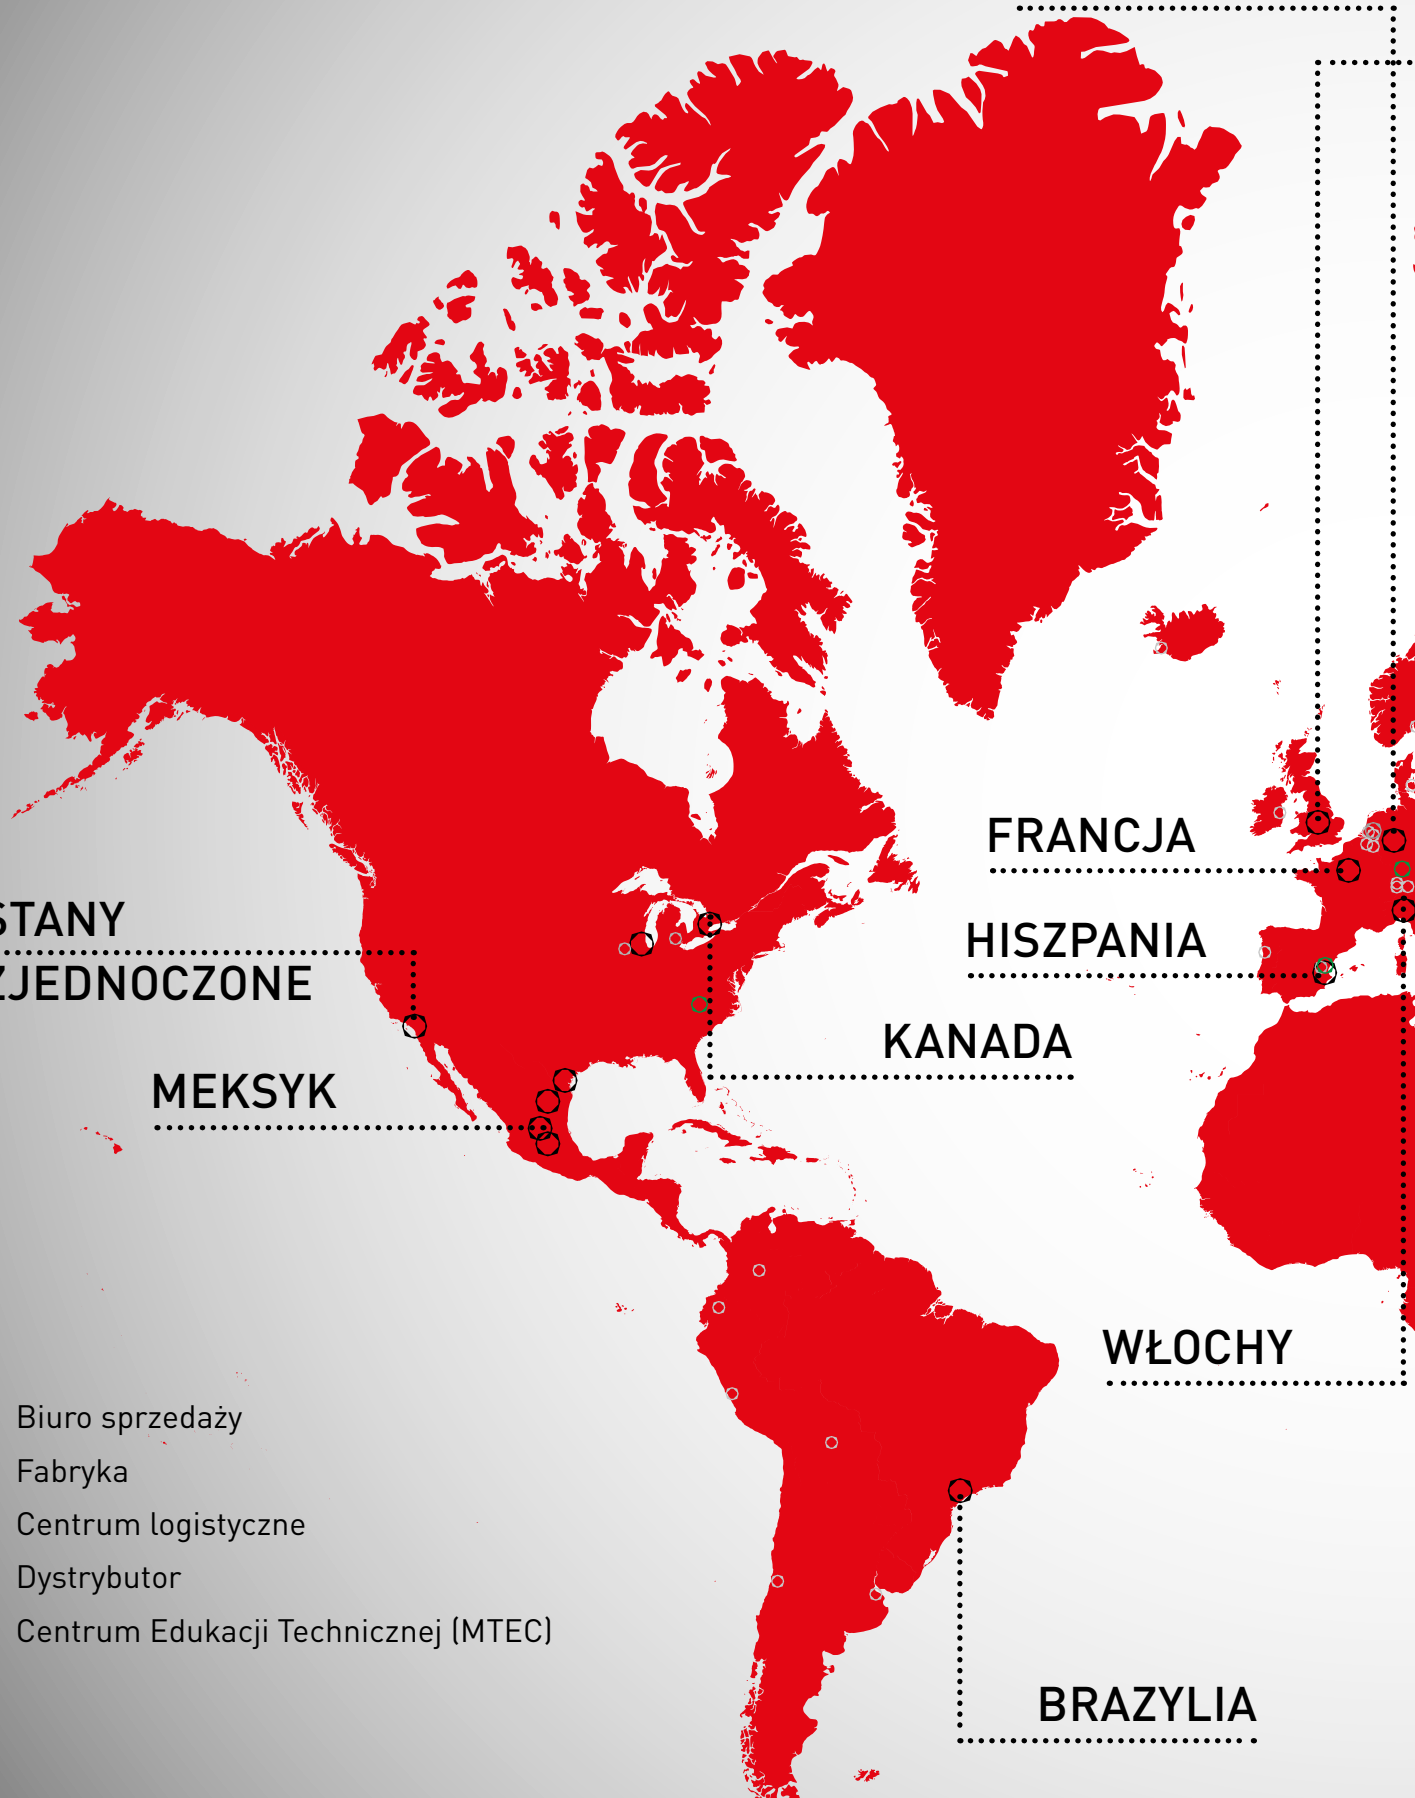 FRANCJA
STANY
HISZPANIA
ZJEDNOCZONE
KANADA
MEKSYK
WŁOCHY
Biuro sprzedaży
Fabryka
Centrum logistyczne
Dystrybutor
Centrum Edukacji Technicznej (MTEC)
BRAZYLIA